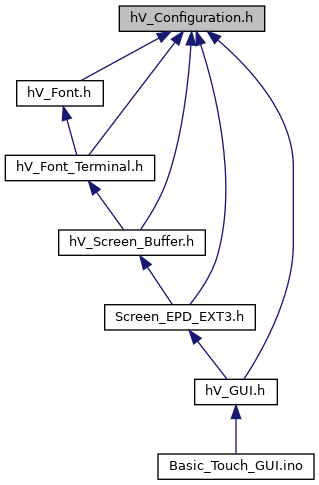 hV_Configuration.h
hV_Font.h
hV_Font_Terminal.h
hV_Screen_Buffer.h
Screen_EPD_EXT3.h
hV_GUI.h
Basic_Touch_GUI.ino